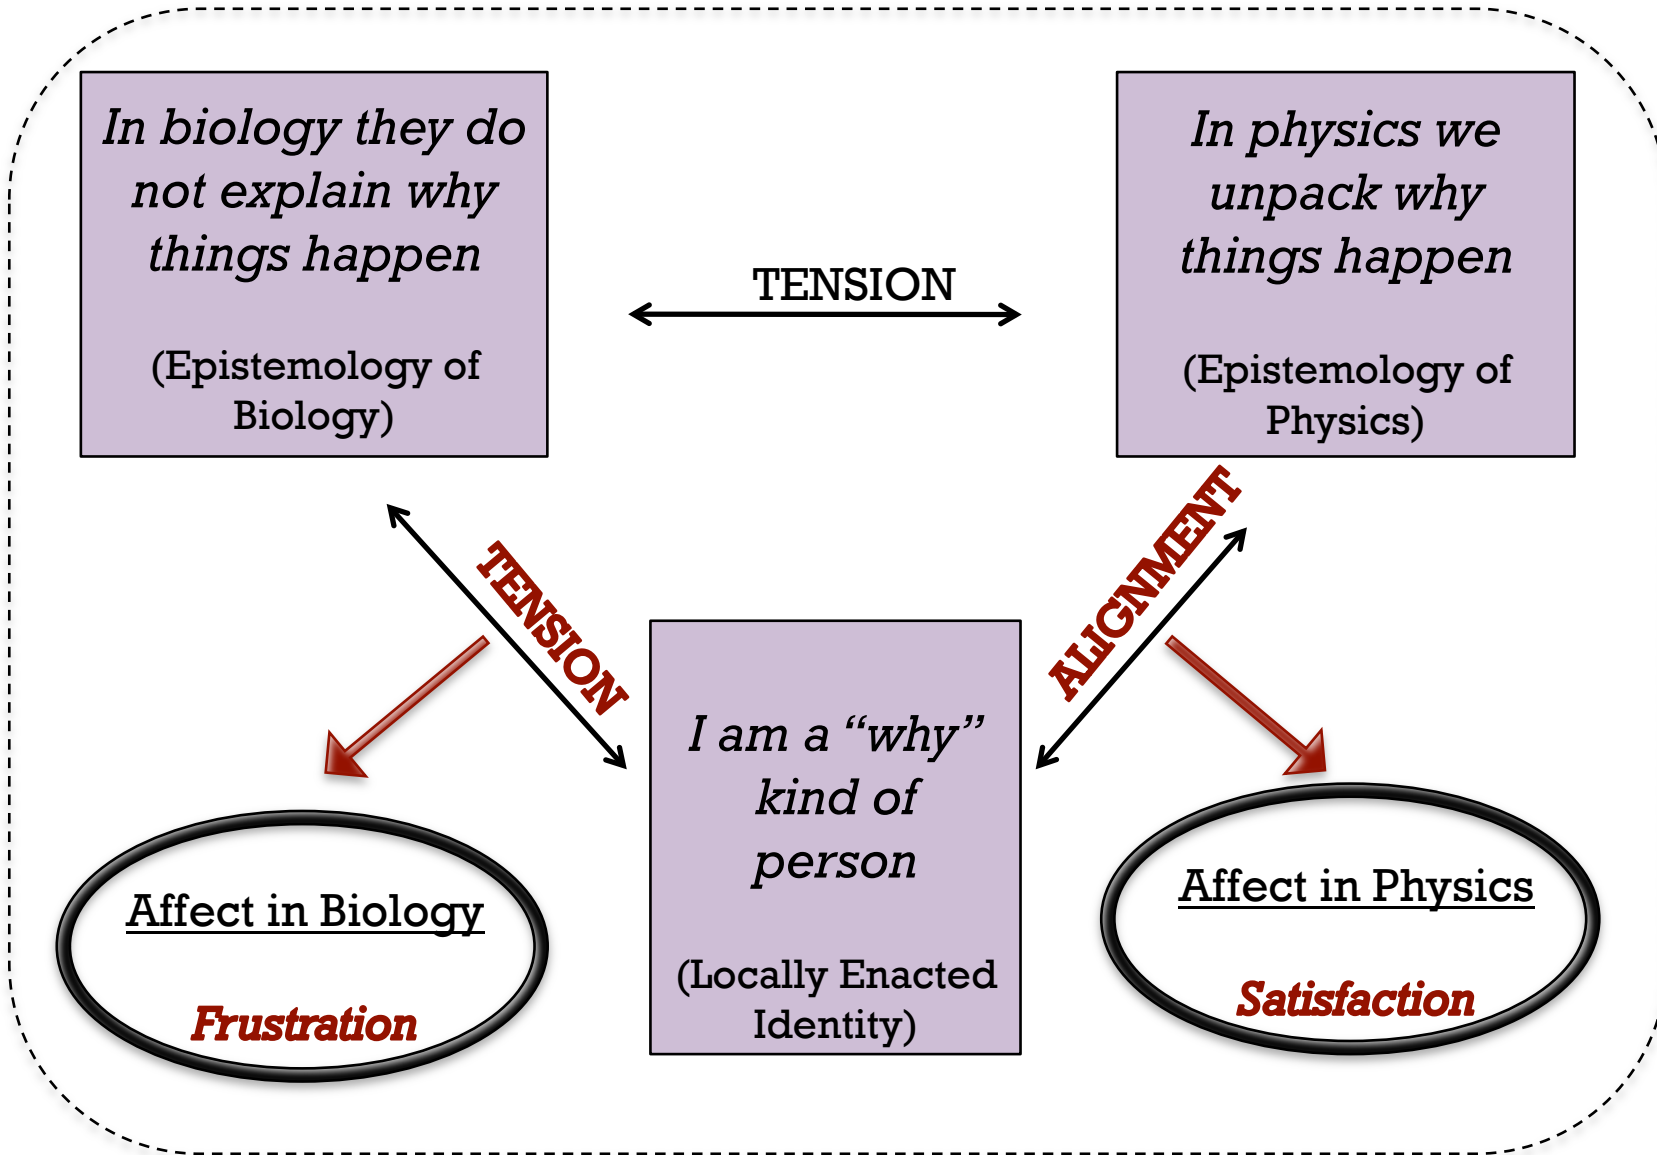 In biology they do
not explain why
things happen
(Epistemology of
Biology)
TENSION
In physics we
unpack why
things happen
(Epistemology of
Physics)
TENSION
ALIGNMENT
I am a “why”
kind of
person
(Locally Enacted
Identity)
Affect in Biology
Frustration
Affect in Physics
Satisfaction